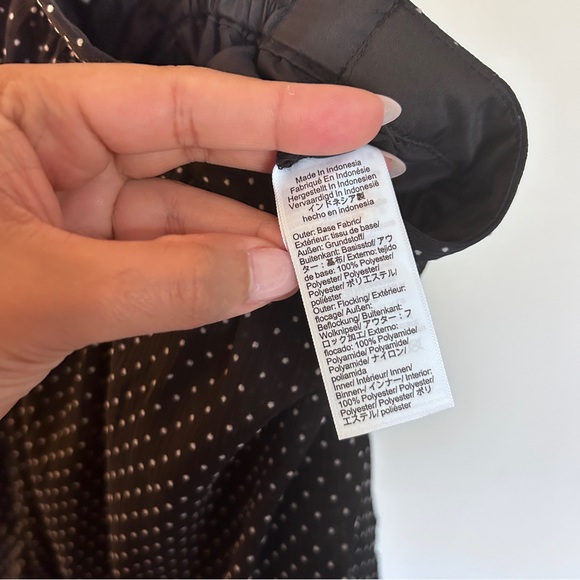 Made In Indonesia
Fabriqué En Indonésie
Hergestellt In Indonesien
Vervaardigd In Indonesië
インドネシア製
hecho en indonesia
Outer: Base Fabric/
Extérieur: tissu de base/
Außen: Grundstoff/
Buitenkant: Basisstof/ アウ
ター：基布/ Externo: tejido
de base: 100% Polyester/
Polyester/ Polyester/
Polyester/ ポリエステル/
poliéster
Outer: Flocking/ Extérieur:
flocage/ Außen:
Beflockung/ Buitenkant:
Wolknipsel/ アウター：フ
ロック加工/ Externo:
flocado: 100% Polyamide/
Polyamide/ Polyamid/
Polyamide/ ナイロン/
poliamida
Inner/ Intérieur/ Innen/
Binnen-/ インナー/ Interior:
100% Polyester/ Polyester/
Polyester/ Polyester/ ポリ
エステル/ poliéster